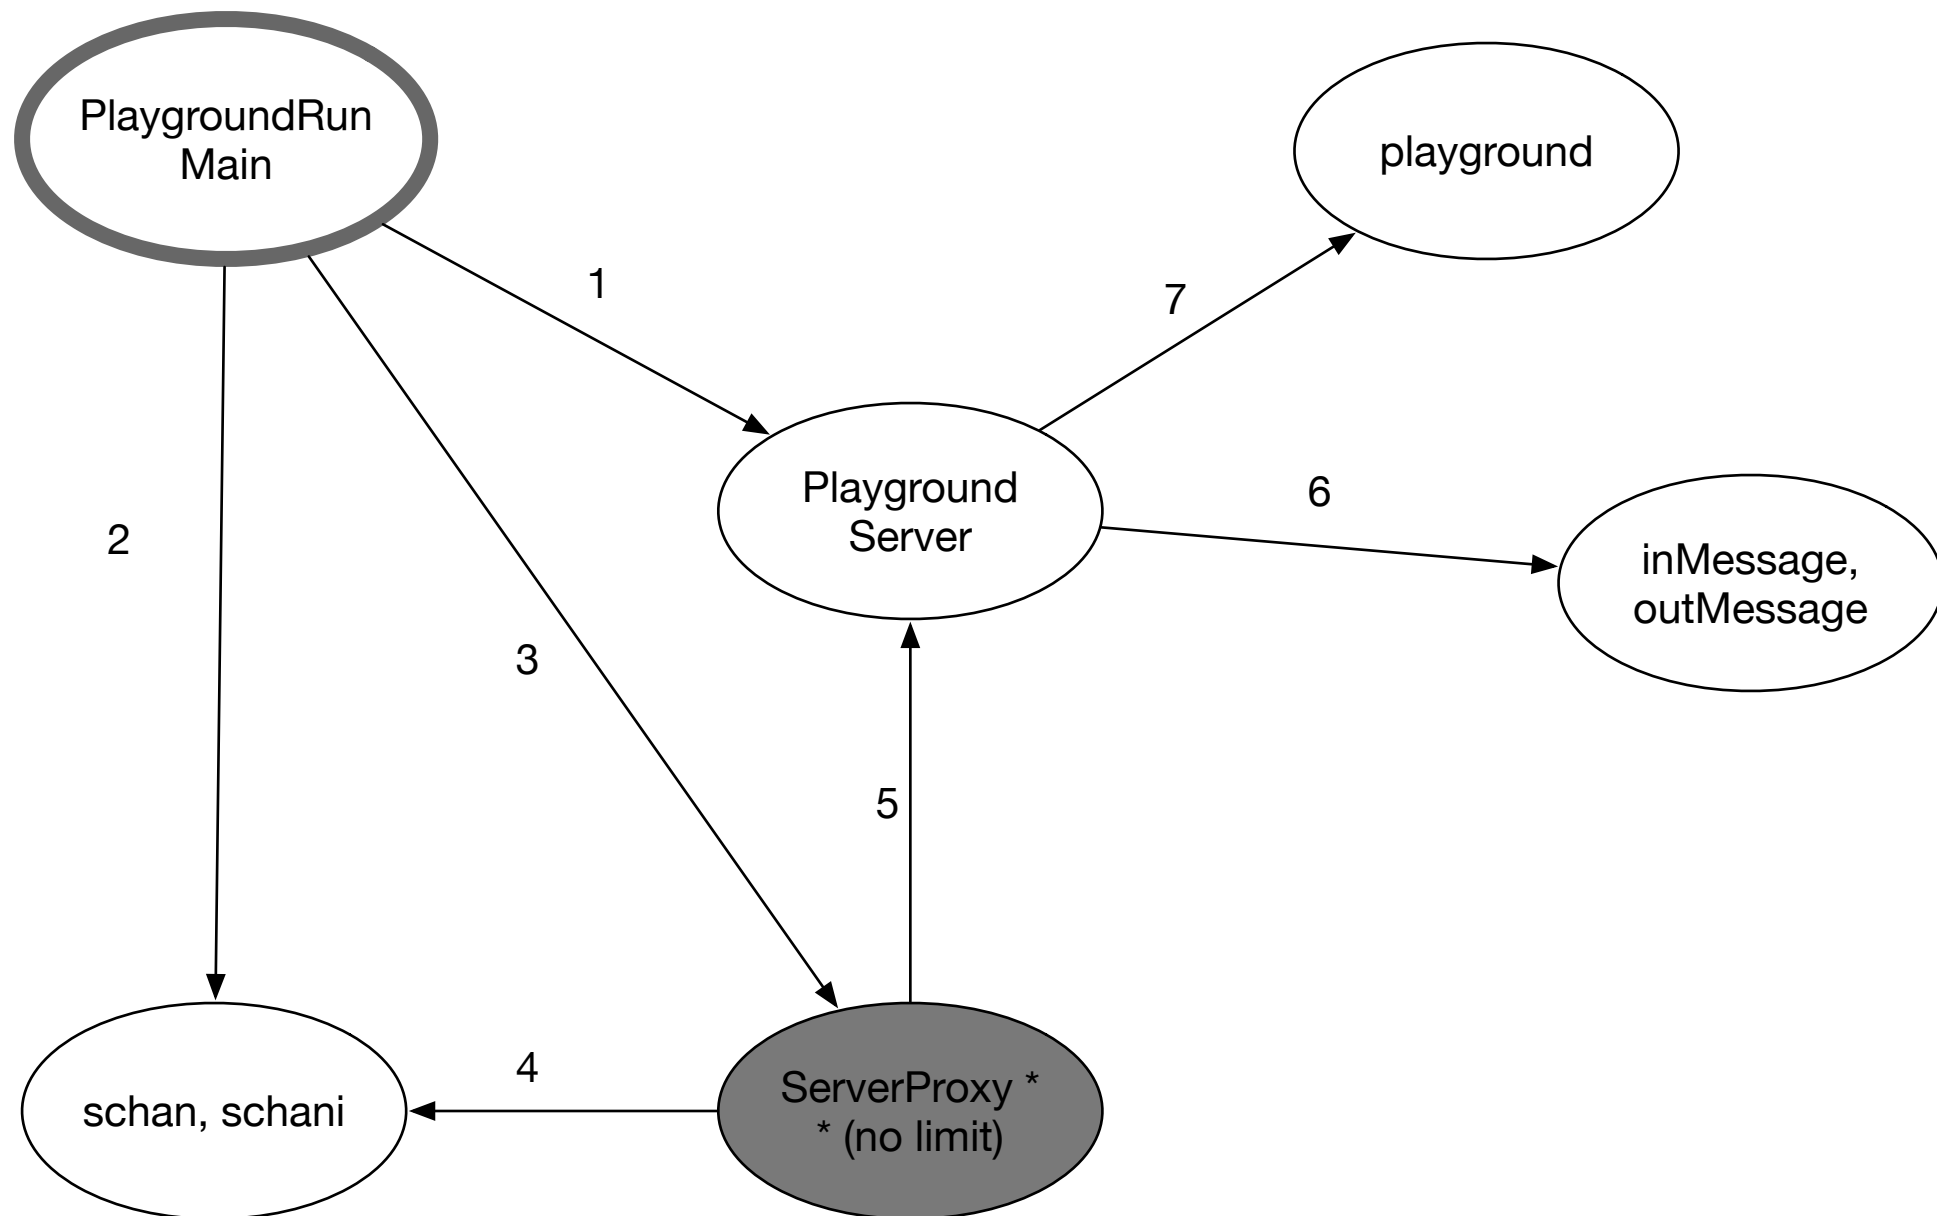 PlaygroundRun
Main
playground
1
7
Playground
Server
6
2
inMessage,
outMessage
3
5
4
ServerProxy *
* (no limit)
schan, schani